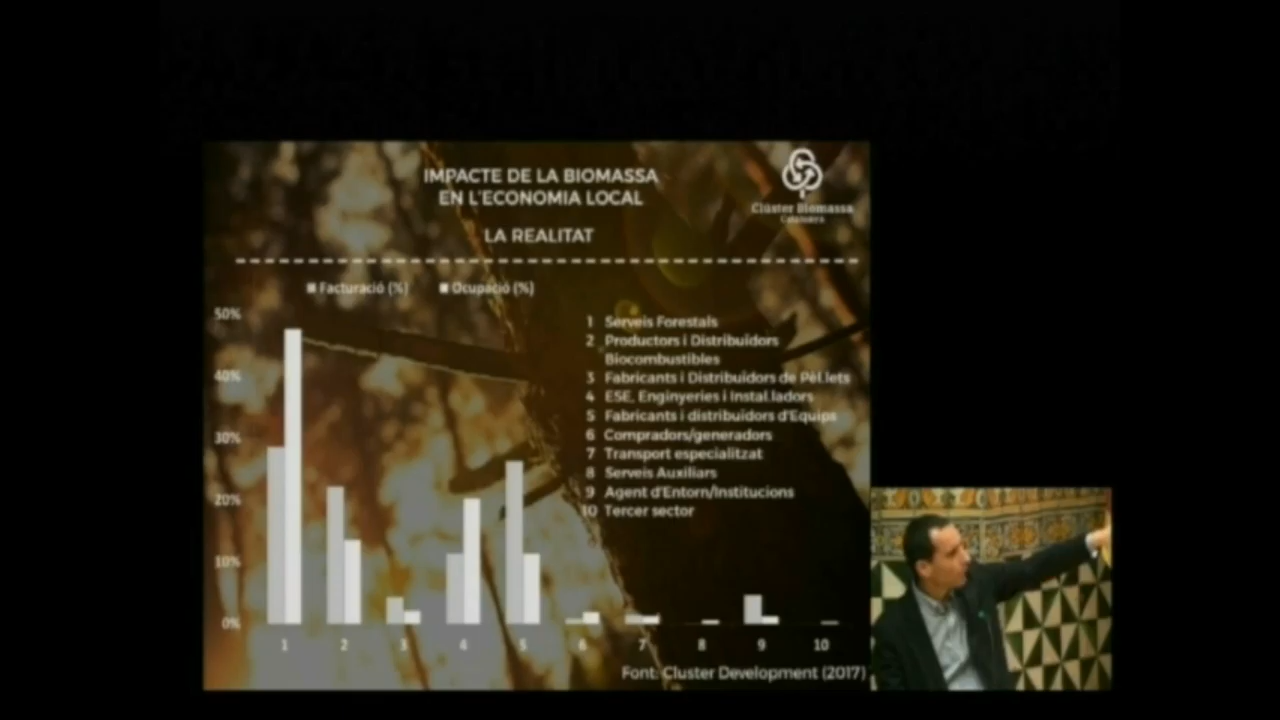 IMPACTE DE LA BIOMASSA
EN L'ECONOMIA LOCAL
LA REALITAT
Clúster Biomassa
Catalunya
Facturació (%)
Ocupació (%)
50%
40%
30%
20%
10%
0%
1 Serveis Forestals
2 Productors i Distribuïdors
Biocombustibles
3 Fabricants i Distribuïdors de Pèl.lets
4 ESE, Enginyeries i Instal.ladors
5 Fabricants i distribuïdors d'Equips
6 Compradors/generadors
7 Transport especialitzat
8 Serveis Auxiliars
9 Agent d'Entorn/Institucions
10 Tercer sector
1 2 3 4 5 6 7 8 9 10
Font: Cluster Development (2017)